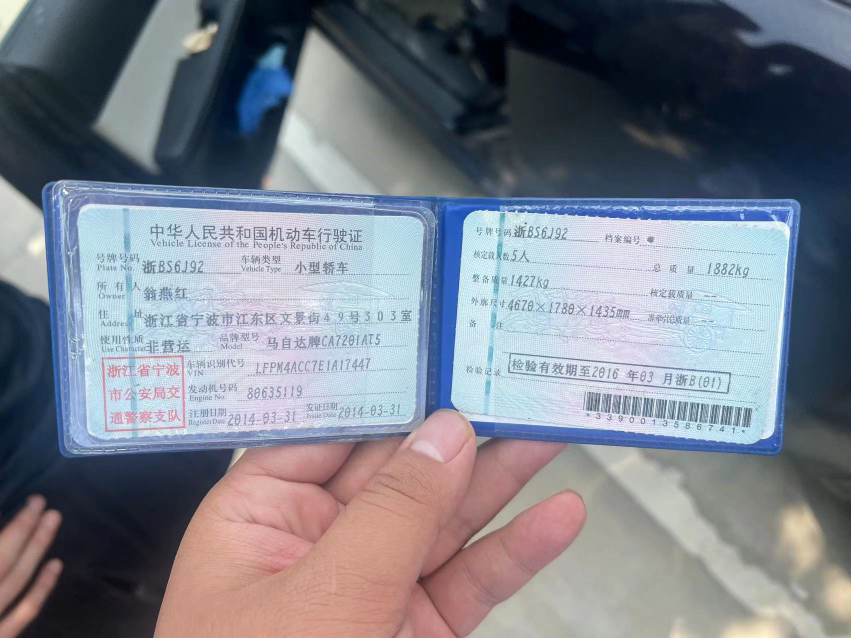 中华人民共和国机动车行驶证
Vehicle License of the People's Republic of China
号牌号码 Plate No. 浙BS6J92 车辆类型 Vehicle Type 小型轿车
所有人 Owner 翁燕红
住址 Address 浙江省宁波市江东区文景街49号303室
使用性质 Use Character 非营运 品牌型号 Model 马自达牌CA7201AT5
浙江省宁波市公安局交通警察支队
车辆识别代号 VIN LFPM4ACC7E1A17447
发动机号码 Engine No. 80635119
注册日期 Register Date 2014-03-31 发证日期 Issue Date 2014-03-31
号牌号码 浙BS6J92 档案编号
核定载人数 5人 总质量 1882kg
整备质量 1427kg 核定载质量 --
外廓尺寸 4670×1780×1435mm 准牵引总质量 --
备注
检验记录 检验有效期至2016年03月浙B(01)
*3390013586741*